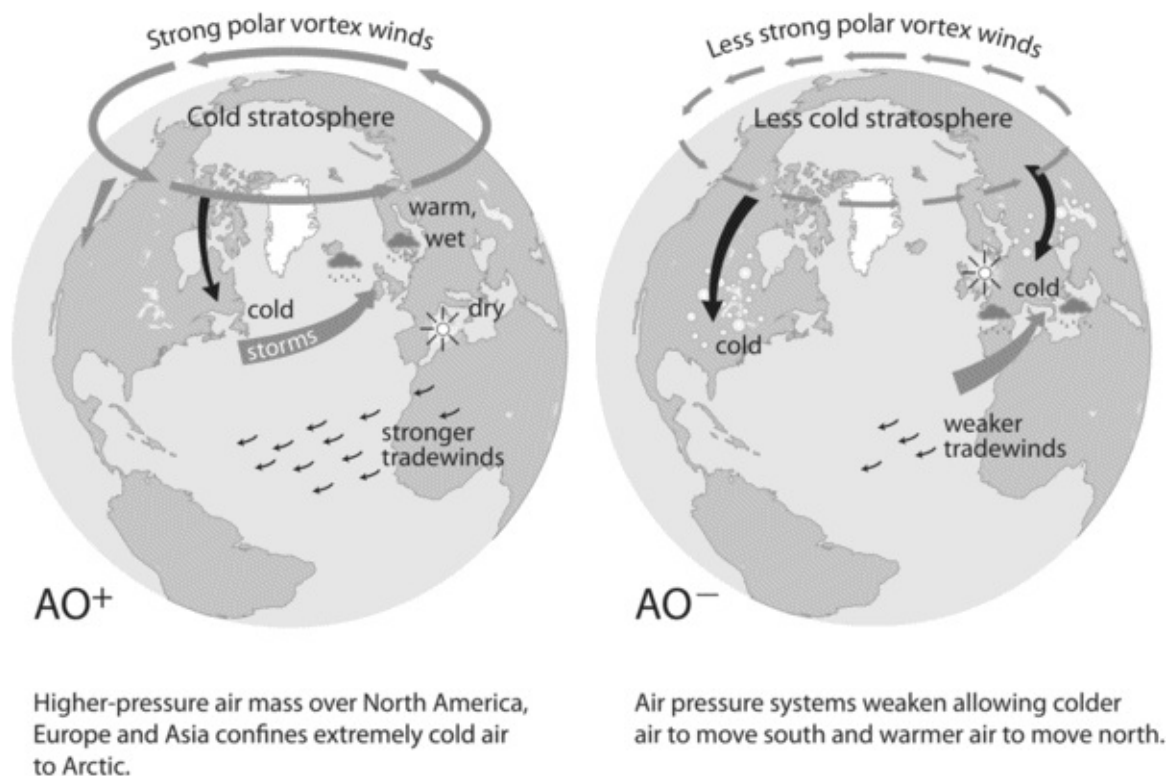 Strong polar vortex winds
Cold stratosphere
warm,
wet
cold
storms
dry
stronger
tradewinds
AO+
Higher-pressure air mass over North America,
Europe and Asia confines extremely cold air
to Arctic.
Less strong polar vortex winds
Less cold stratosphere
cold
cold
weaker
tradewinds
AO−
Air pressure systems weaken allowing colder
air to move south and warmer air to move north.